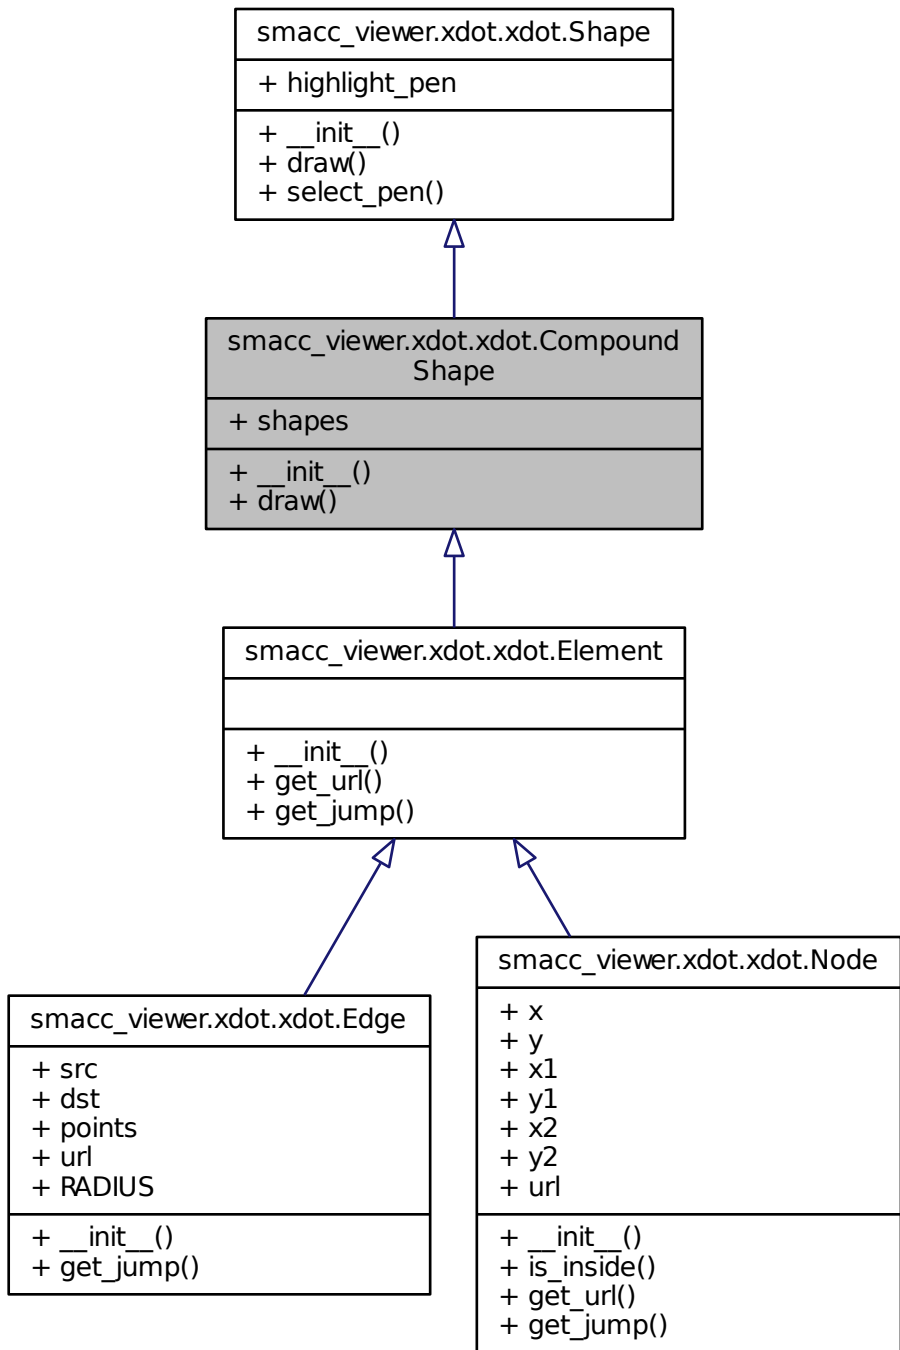 smacc_viewer.xdot.xdot.Shape
+ highlight_pen
+ __init__()
+ draw()
+ select_pen()
smacc_viewer.xdot.xdot.Compound
Shape
+ shapes
+ __init__()
+ draw()
smacc_viewer.xdot.xdot.Element
+ __init__()
+ get_url()
+ get_jump()
smacc_viewer.xdot.xdot.Edge
+ src
+ dst
+ points
+ url
+ RADIUS
+ __init__()
+ get_jump()
smacc_viewer.xdot.xdot.Node
+ x
+ y
+ x1
+ y1
+ x2
+ y2
+ url
+ __init__()
+ is_inside()
+ get_url()
+ get_jump()